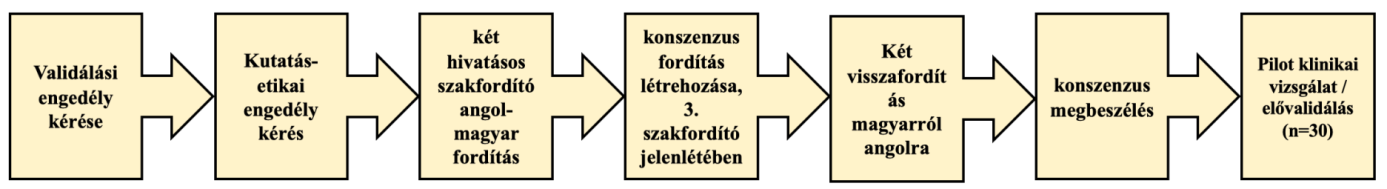 Validálási
engedély
kérése
Kutatás-
etikai
engedély
kérés
két
hivatásos
szakfordító
angol-
magyar
fordítás
konszenzus
fordítás
létrehozása,
3.
szakfordító
jelenlétében
Két
visszafordít
ás
magyarról
angolra
konszenzus
megbeszélés
Pilot klinikai
vizsgálat /
elővalidálás
(n=30)